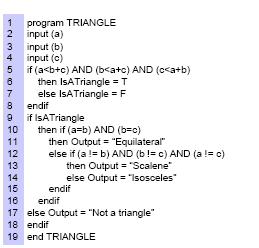 1 program TRIANGLE
2 input (a)
3 input (b)
4 input (c)
5 if (a<b+c) AND (b<a+c) AND (c<a+b)
6 then IsATriangle = T
7 else IsATriangle = F
8 endif
9 if IsATriangle
10 then if (a=b) AND (b=c)
11 then Output = "Equilateral"
12 else if (a != b) AND (b != c) AND (a != c)
13 then Output = "Scalene"
14 else Output = "Isosceles"
15 endif
16 endif
17 else Output = "Not a triangle"
18 endif
19 end TRIANGLE